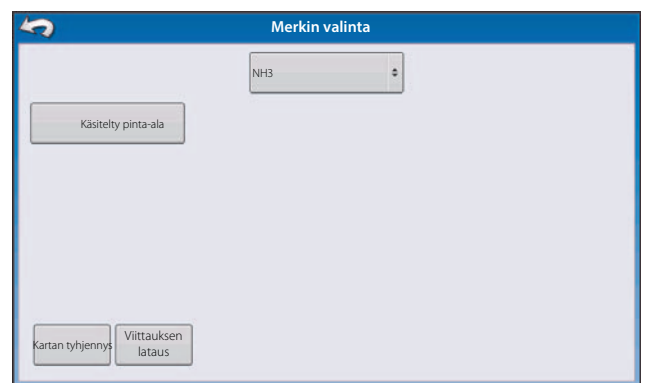 Merkin valinta
NH3
Käsitelty pinta-ala
Kartan tyhjennys
Viittauksen
lataus